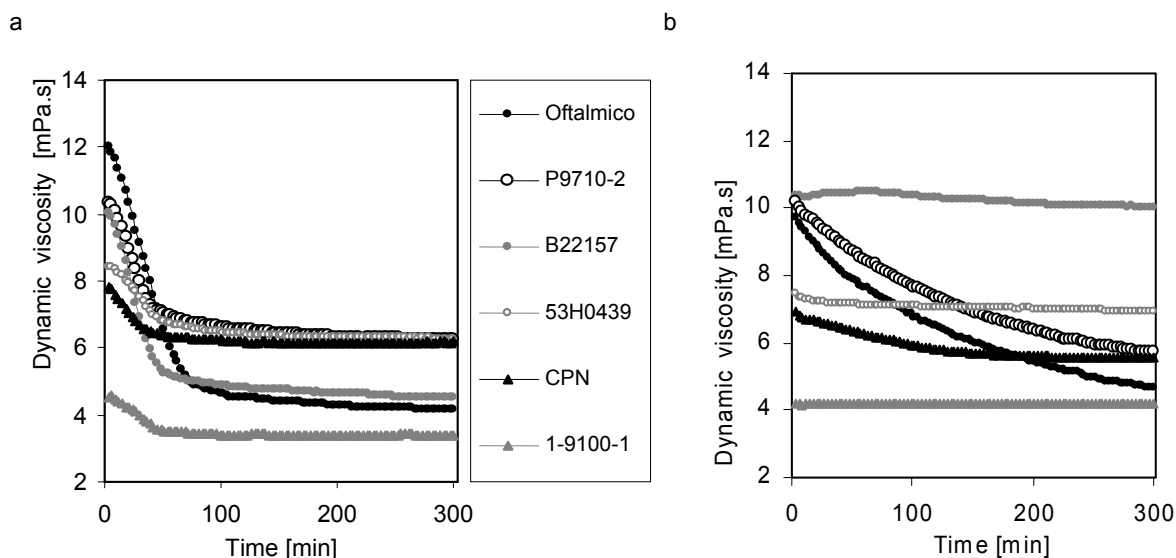 a
b
14
12
10
8
6
4
2
Dynamic viscosity [mPa.s]
0
100
200
300
Time [min]
Oftalmico
P9710-2
B22157
53H0439
CPN
1-9100-1
14
12
10
8
6
4
2
Dynamic viscosity [mPa.s]
0
100
200
300
Time [min]